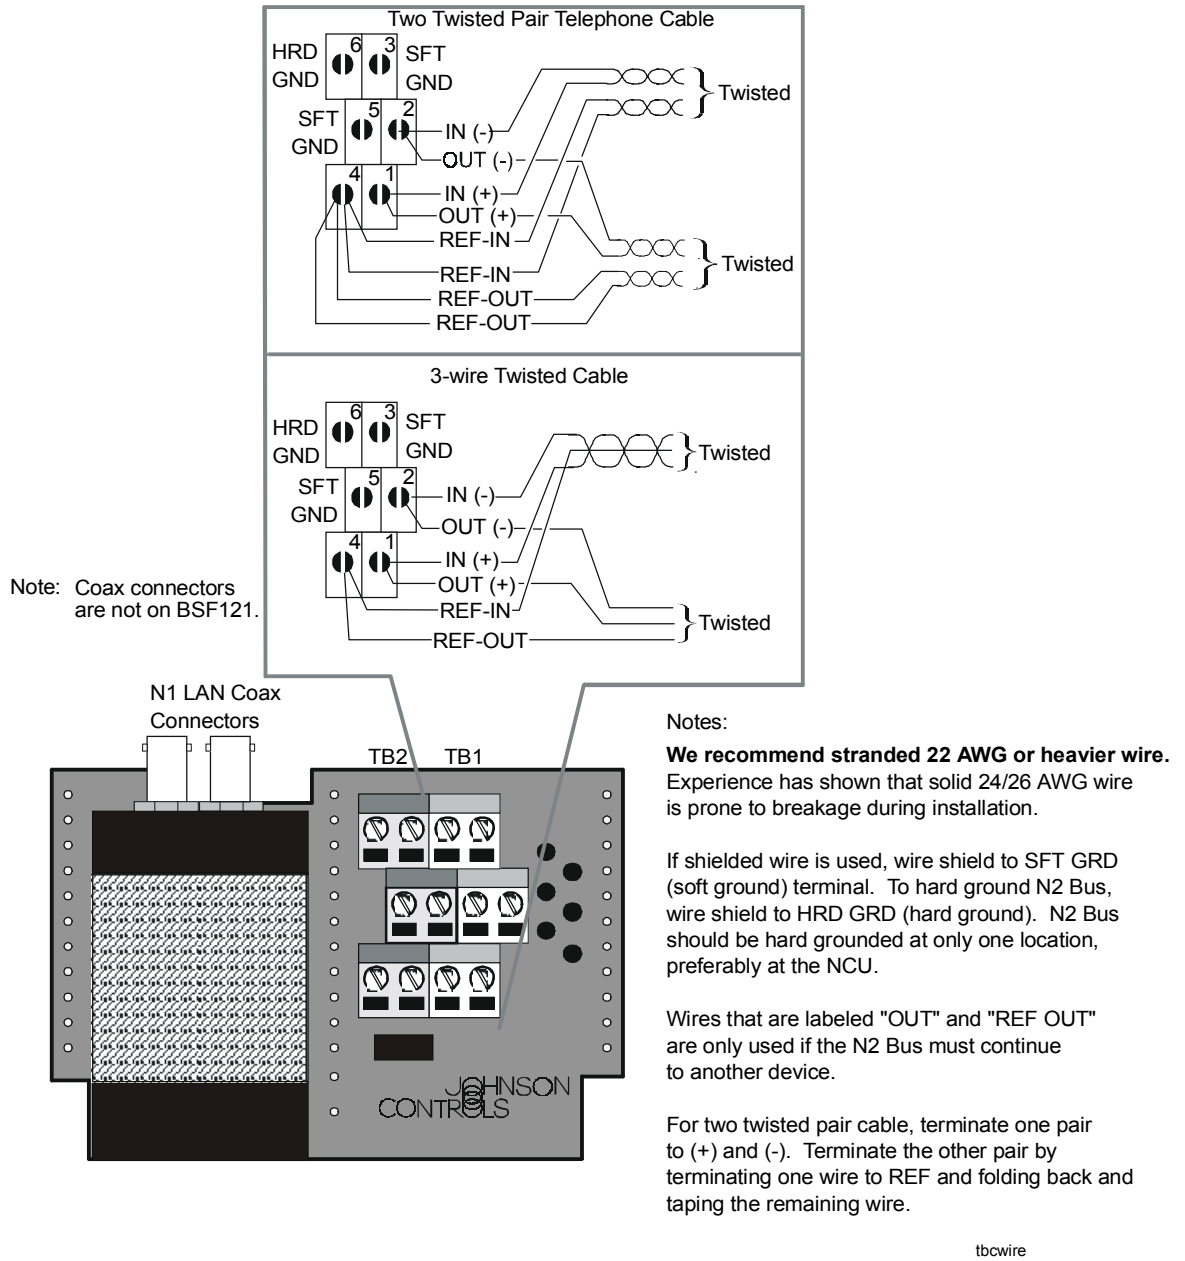 Two Twisted Pair Telephone Cable
HRD
GND
6
3
SFT
GND
SFT
GND
5
2
4
1
IN (-)
OUT (-)
IN (+)
OUT (+)
REF-IN
REF-IN
REF-OUT
REF-OUT
Twisted
Twisted
3-wire Twisted Cable
HRD
GND
6
3
SFT
GND
SFT
GND
5
2
4
1
IN (-)
OUT (-)
IN (+)
OUT (+)
REF-IN
REF-OUT
Twisted
Twisted
Note: Coax connectors
are not on BSF121.
N1 LAN Coax
Connectors
TB2
TB1
JOHNSON
CONTROLS
Notes:
We recommend stranded 22 AWG or heavier wire.
Experience has shown that solid 24/26 AWG wire
is prone to breakage during installation.
If shielded wire is used, wire shield to SFT GRD
(soft ground) terminal. To hard ground N2 Bus,
wire shield to HRD GRD (hard ground). N2 Bus
should be hard grounded at only one location,
preferably at the NCU.
Wires that are labeled "OUT" and "REF OUT"
are only used if the N2 Bus must continue
to another device.
For two twisted pair cable, terminate one pair
to (+) and (-). Terminate the other pair by
terminating one wire to REF and folding back and
taping the remaining wire.
tbcwire